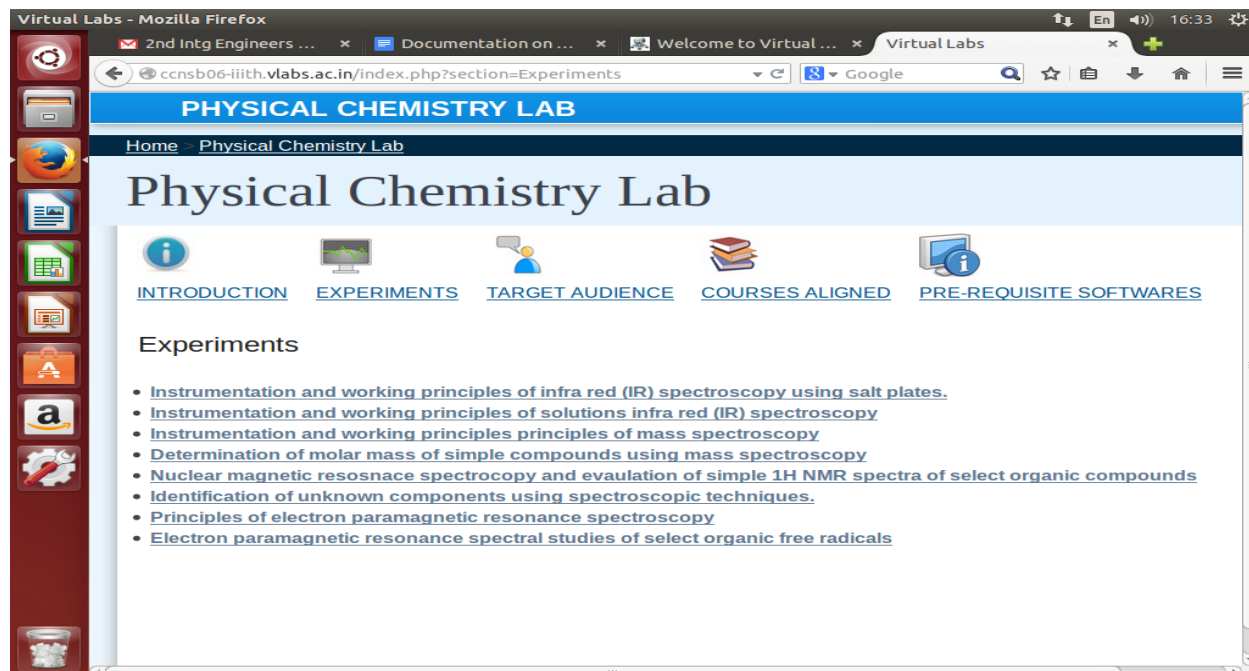 Virtual Labs - Mozilla Firefox
En
16:33
2nd Intg Engineers ...
Documentation on ...
Welcome to Virtual ...
Virtual Labs
ccnsb06-iiith.vlabs.ac.in/index.php?section=Experiments
Google
PHYSICAL CHEMISTRY LAB
Home > Physical Chemistry Lab
Physical Chemistry Lab
INTRODUCTION
EXPERIMENTS
TARGET AUDIENCE
COURSES ALIGNED
PRE-REQUISITE SOFTWARES
Experiments
Instrumentation and working principles of infra red (IR) spectroscopy using salt plates.
Instrumentation and working principles of solutions infra red (IR) spectroscopy
Instrumentation and working principles principles of mass spectroscopy
Determination of molar mass of simple compounds using mass spectroscopy
Nuclear magnetic resosnace spectrocopy and evaulation of simple 1H NMR spectra of select organic compounds
Identification of unknown components using spectroscopic techniques.
Principles of electron paramagnetic resonance spectroscopy
Electron paramagnetic resonance spectral studies of select organic free radicals